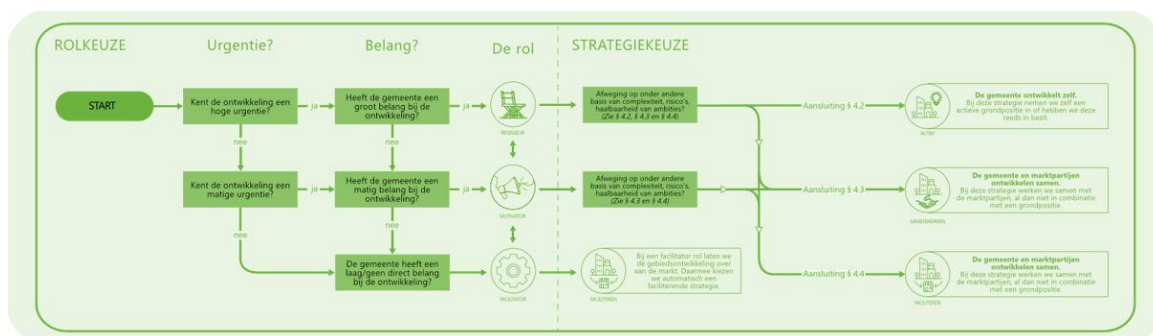 ROLKEUZE
Urgentie?
Belang?
De rol
STRATEGIEKEUZE
START
Kent de ontwikkeling een
hoge urgentie?
ja
Heeft de gemeente een
groot belang bij de
ontwikkeling?
ja
REGISSEUR
Afweging op onder andere
basis van complexiteit, risico's,
haalbaarheid van ambities?
(Zie § 4.2, § 4.3 en § 4.4)
Aansluiting § 4.2
ACTIEF
De gemeente ontwikkelt zelf.
Bij deze strategie nemen we zelf een
actieve grondpositie in of hebben we deze
reeds in bezit.
nee
nee
Kent de ontwikkeling een
matige urgentie?
ja
Heeft de gemeente een
matig belang bij de
ontwikkeling?
ja
MOTIVATOR
Afweging op onder andere
basis van complexiteit, risico's,
haalbaarheid van ambities?
(Zie § 4.3 en § 4.4)
Aansluiting § 4.3
SAMENWERKEN
De gemeente en marktpartijen
ontwikkelen samen.
Bij deze strategie werken we samen met
de marktpartijen, al dan niet in combinatie
met een grondpositie.
nee
nee
De gemeente heeft een
laag/geen direct belang
bij de ontwikkeling?
FACILITATOR
FACILITEREN
Bij een facilitator rol laten we
de gebiedsontwikkeling over
aan de markt. Daarmee kiezen
we automatisch een
faciliterende strategie.
Aansluiting § 4.4
FACILITEREN
De gemeente en marktpartijen
ontwikkelen samen.
Bij deze strategie werken we samen met
de marktpartijen, al dan niet in combinatie
met een grondpositie.